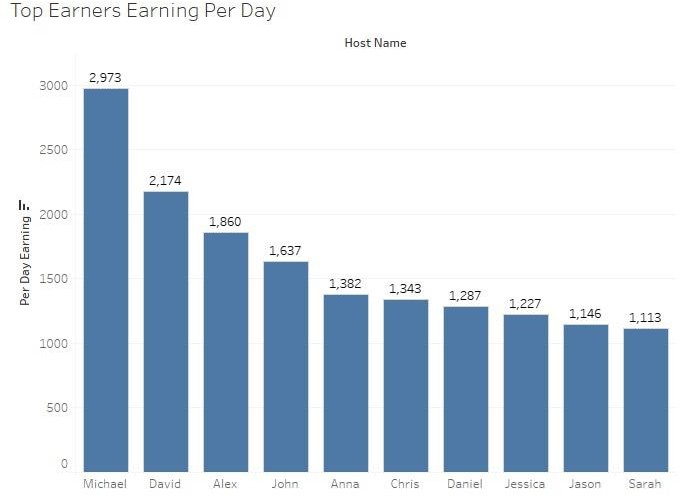 Top Earners Earning Per Day
Host Name
Per Day Earning
3000
2500
2000
1500
1000
500
0
2,973
2,174
1,860
1,637
1,382
1,343
1,287
1,227
1,146
1,113
Michael
David
Alex
John
Anna
Chris
Daniel
Jessica
Jason
Sarah